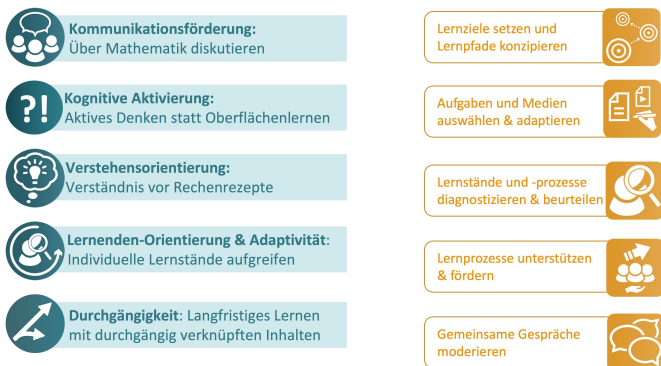 Kommunikationsförderung:
Über Mathematik diskutieren
?!
Kognitive Aktivierung:
Aktives Denken statt Oberflächenlernen
Verstehensorientierung:
Verständnis vor Rechenrezepte
Lernenden-Orientierung & Adaptivität:
Individuelle Lernstände aufgreifen
Durchgängigkeit: Langfristiges Lernen
mit durchgängig verknüpften Inhalten
Lernziele setzen und
Lernpfade konzipieren
Aufgaben und Medien
auswählen & adaptieren
Lernstände und -prozesse
diagnostizieren & beurteilen
Lernprozesse unterstützen
& fördern
Gemeinsame Gespräche
moderieren